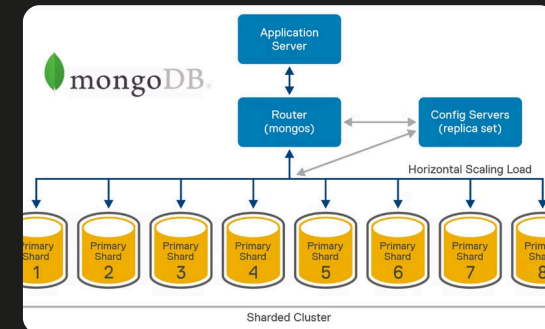 mongoDB®
Application
Server
Router
(mongos)
Config Servers
(replica set)
Horizontal Scaling Load
Primary
Shard
2
Primary
Shard
3
Primary
Shard
4
Primary
Shard
5
Primary
Shard
6
Primary
Shard
7
Shard
1
8
Sharded Cluster